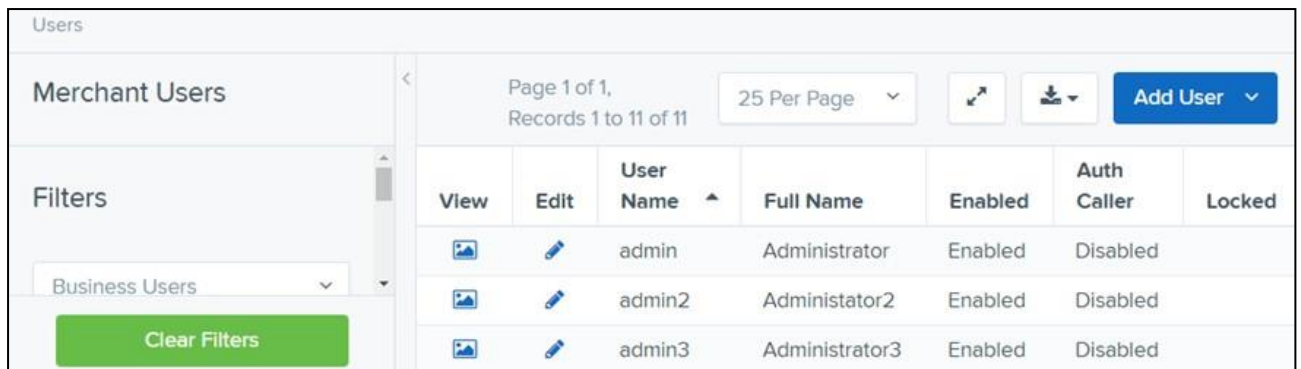 Users
Merchant Users
Page 1 of 1,
Records 1 to 11 of 11
25 Per Page
Add User
Filters
Business Users
Clear Filters
View Edit User Name Full Name Enabled Auth Caller Locked
admin Administrator Enabled Disabled
admin2 Administator2 Enabled Disabled
admin3 Administrator3 Enabled Disabled